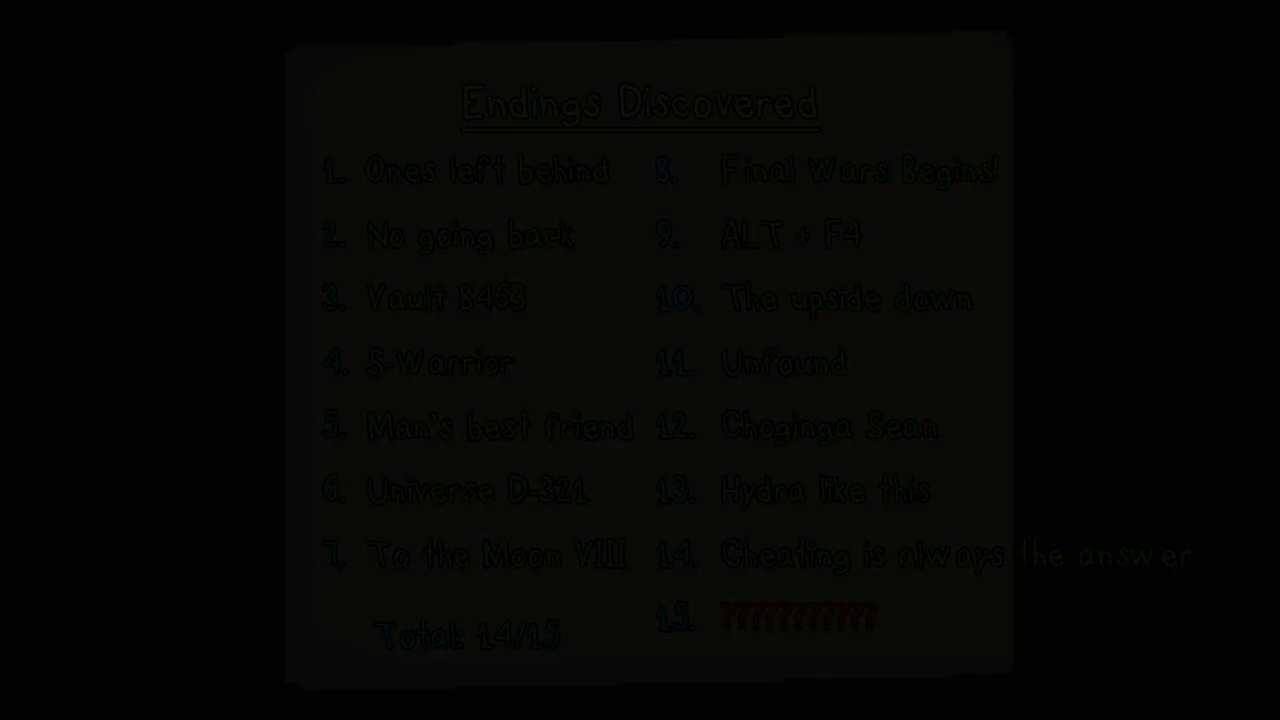 Endings Discovered
1. Ones left behind
2. No going back
3. Vault 8463
4. S-Warrior
5. Man's best friend
6. Universe D-321
7. To the Moon VIII
Total: 14/15
8. Final Wars Begins!
9. ALT + F4
10. The upside down
11. Unfound
12. Choginga Sean
13. Hydra like this
14. Cheating is always the answer
15. ???????????